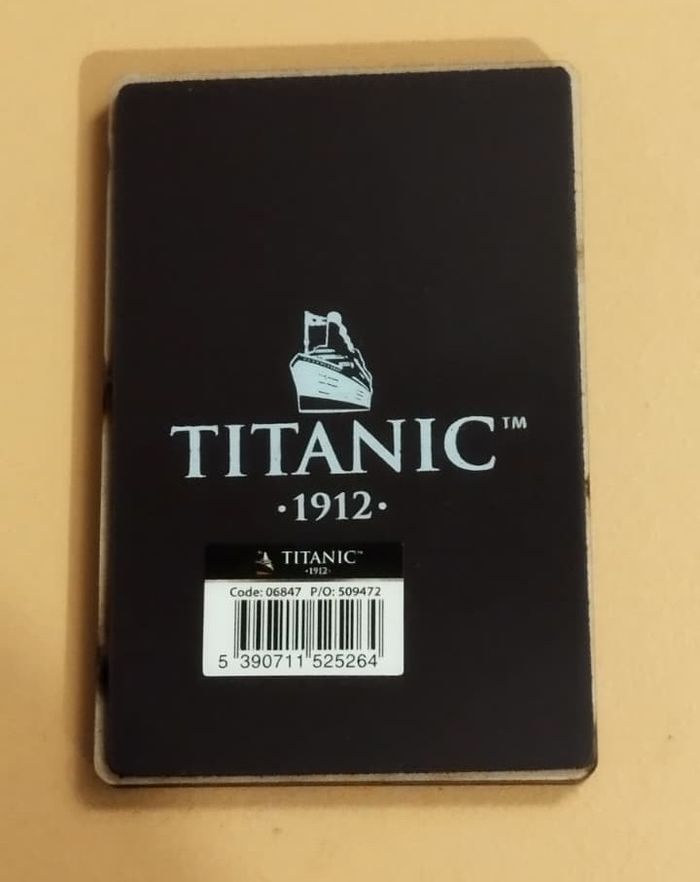 TITANIC™
·1912·
TITANIC™
·1912·
Code: 06847 P/O: 509472
5 390711 525264